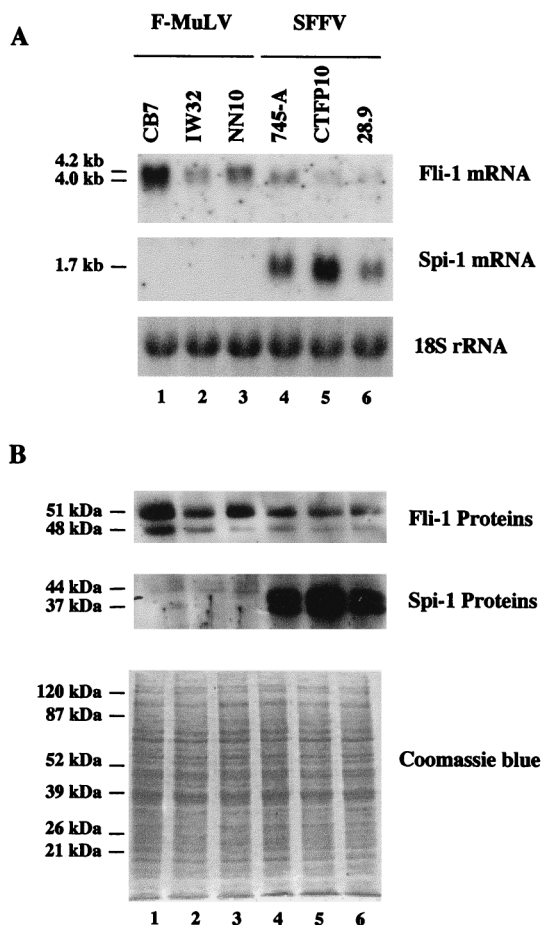 A
F-MuLV SFFV
CB7 IW32 NN10 745-A CTFP10 28.9
4.2 kb
4.0 kb
Fli-1 mRNA
1.7 kb
Spi-1 mRNA
18S rRNA
1 2 3 4 5 6
B
51 kDa
48 kDa
Fli-1 Proteins
44 kDa
37 kDa
Spi-1 Proteins
120 kDa
87 kDa
52 kDa
Coomassie blue
39 kDa
26 kDa
21 kDa
1 2 3 4 5 6